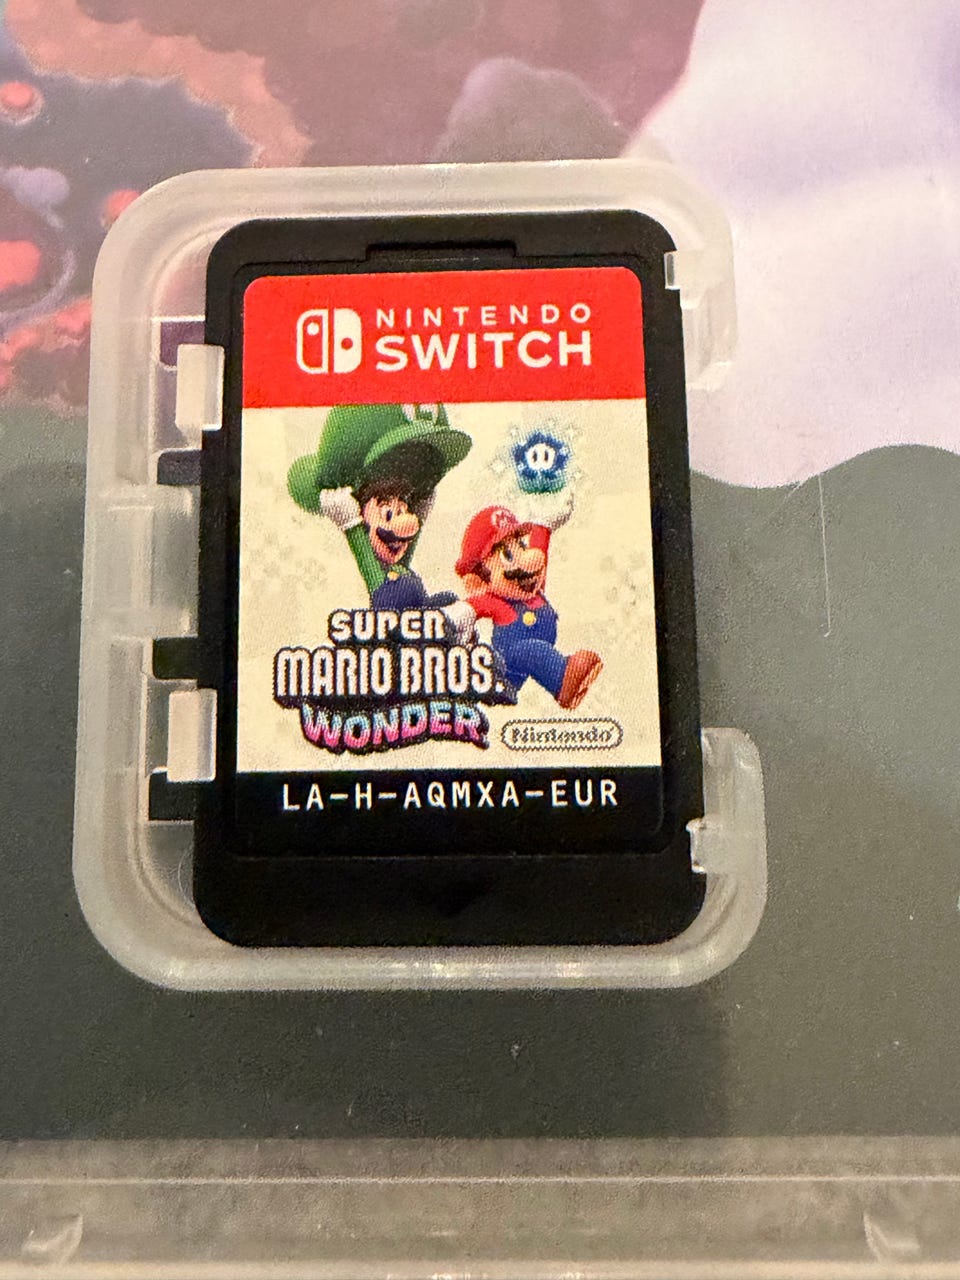 NINTENDO
SWITCH
L
M
SUPER
MARIO BROS.
WONDER
Nintendo
LA-H-AQMXA-EUR